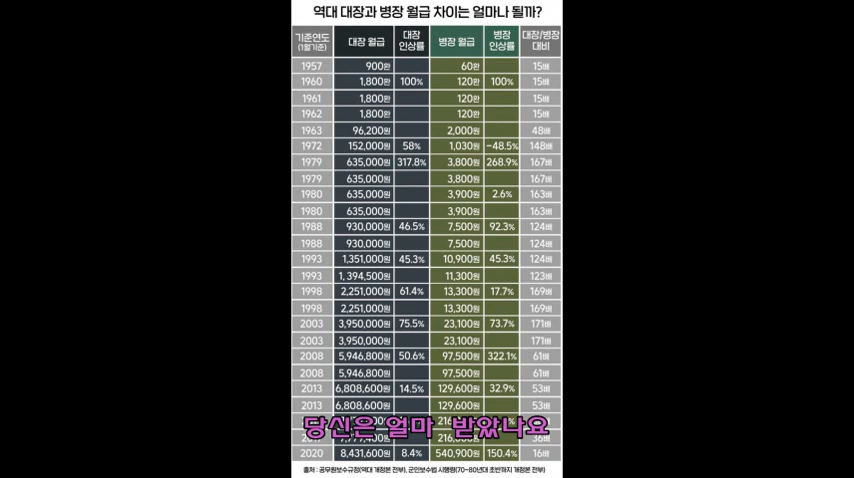 역대 대장과 병장 월급 차이는 얼마나 될까?
기준연도 (1월기준) 대장 월급 대장 인상률 병장 월급 병장 인상률 대장/병장 대비
1957 900환 60환 15배
1960 1,800환 100% 120환 100% 15배
1961 1,800환 120환 15배
1962 1,800환 120환 15배
1963 96,200원 2,000원 48배
1972 152,000원 58% 1,030원 -48.5% 148배
1979 635,000원 317.8% 3,800원 268.9% 167배
1979 635,000원 3,800원 167배
1980 635,000원 2.6% 3,900원 163배
1980 635,000원 3,900원 163배
1988 930,000원 46.5% 7,500원 92.3% 124배
1988 930,000원 7,500원 124배
1993 1,351,000원 45.3% 10,900원 45.3% 124배
1993 1,394,500원 11,300원 123배
1998 2,251,000원 61.4% 13,300원 17.7% 169배
1998 2,251,000원 13,300원 169배
2003 3,950,000원 75.5% 23,100원 73.7% 171배
2003 3,950,000원 23,100원 171배
2008 5,946,800원 50.6% 97,500원 322.1% 61배
2008 5,946,800원 97,500원 61배
2013 6,808,600원 14.5% 129,600원 32.9% 53배
2013 6,808,600원 129,600원 53배
당신은 얼마 받았나요
2020 8,431,600원 8.4% 540,900원 150.4% 16배
출처 : 공무원보수규정(역대 개정본 전부), 군인보수법 시행령(70~80년대 초반까지 개정본 전부)